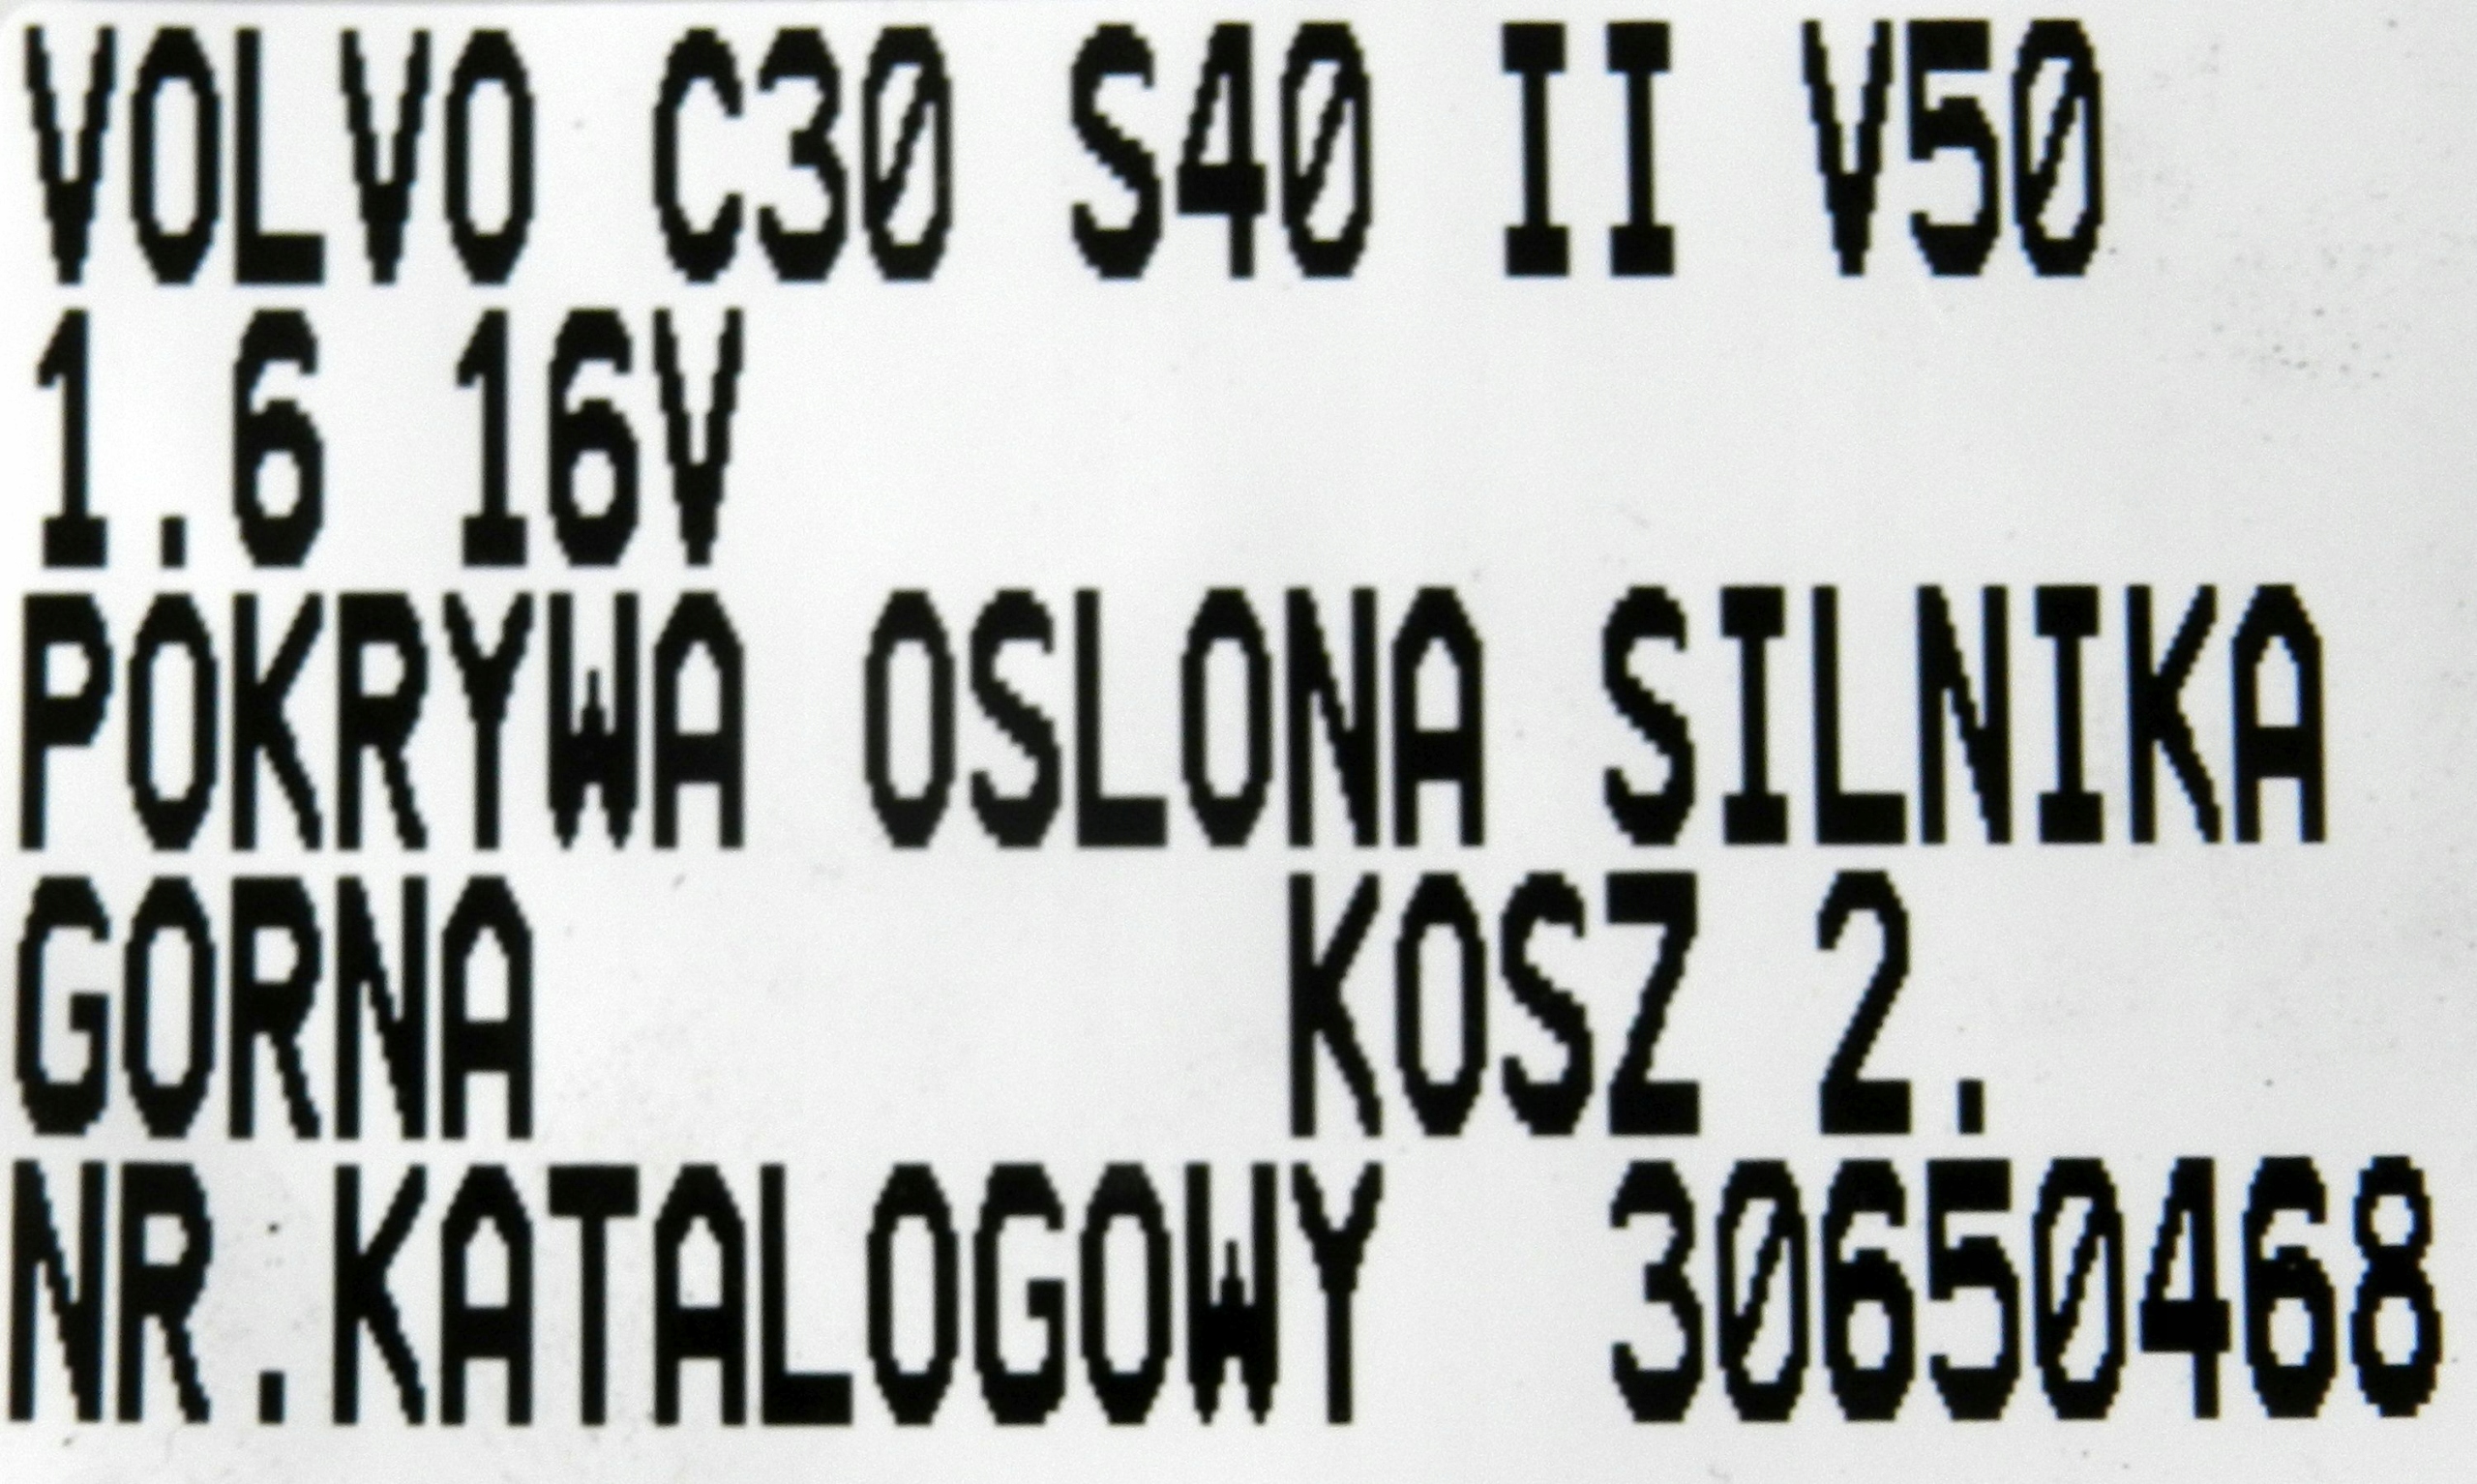 VOLVO C30 S40 II V50
1.6 16V
POKRYWA OSLONA SILNIKA
GORNA KOSZ 2.
NR.KATALOGOWY 30650468